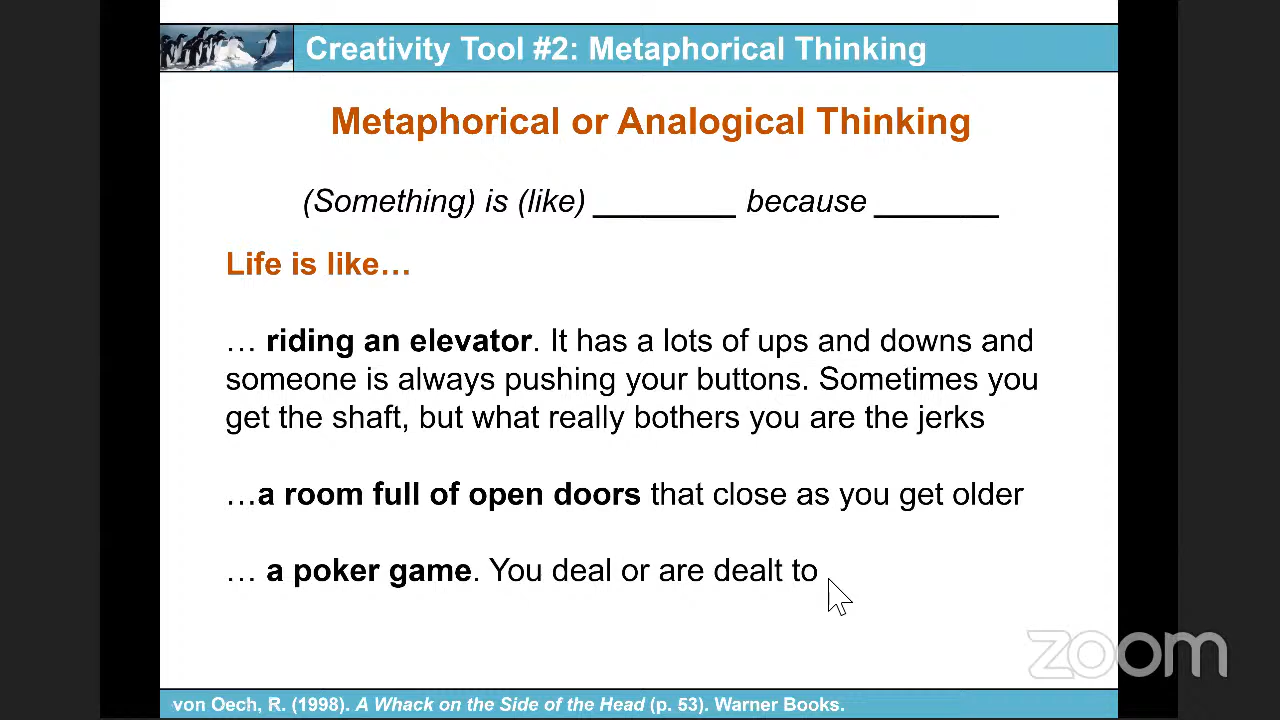 Creativity Tool #2: Metaphorical Thinking
Metaphorical or Analogical Thinking
(Something) is (like) ________ because _______
Life is like…
… riding an elevator. It has a lots of ups and downs and
someone is always pushing your buttons. Sometimes you
get the shaft, but what really bothers you are the jerks
…a room full of open doors that close as you get older
… a poker game. You deal or are dealt to
zoom
von Oech, R. (1998). A Whack on the Side of the Head (p. 53). Warner Books.